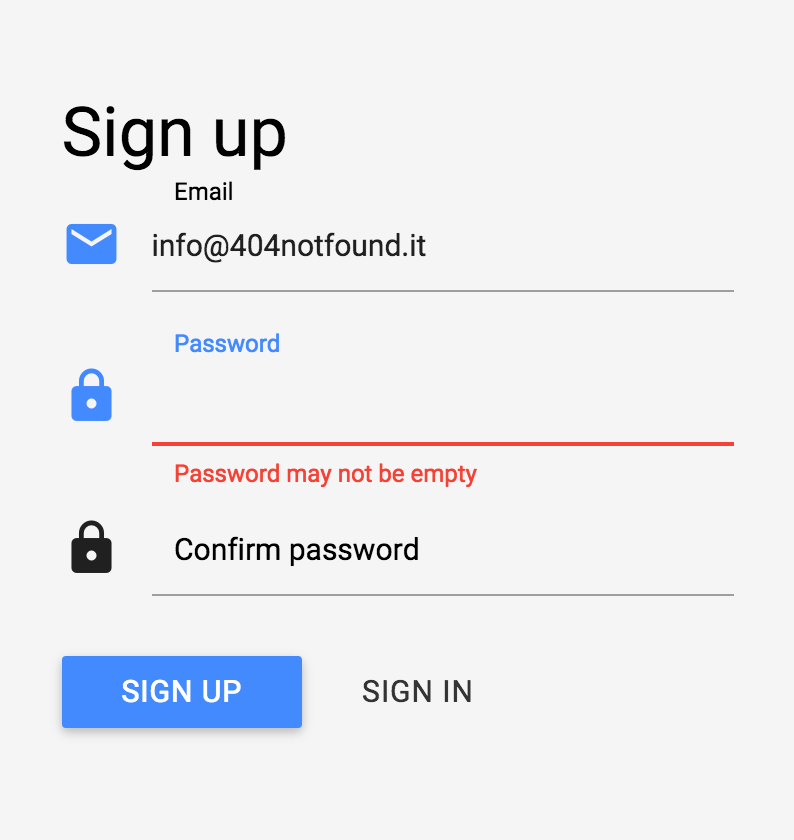 Sign up
Email
info@404notfound.it
Password
Password may not be empty
Confirm password
SIGN UP
SIGN IN